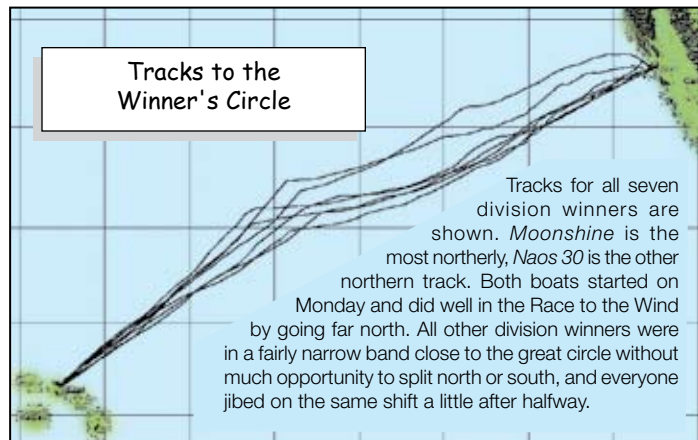 Tracks to the
Winner's Circle
Tracks for all seven
division winners are
shown. Moonshine is the
most northerly, Naos 30 is the other
northern track. Both boats started on
Monday and did well in the Race to the Wind
by going far north. All other division winners were
in a fairly narrow band close to the great circle without
much opportunity to split north or south, and everyone
jibed on the same shift a little after halfway.